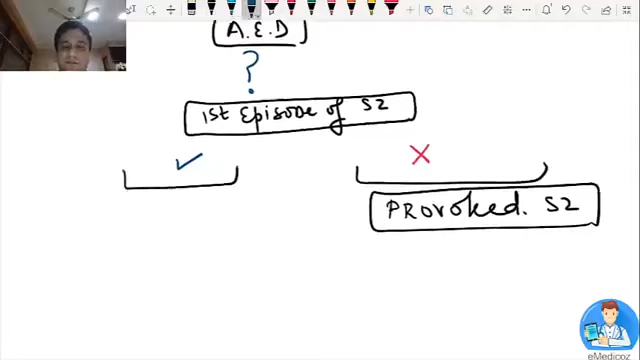 A.E.D
?
1st Episode of SZ
PRovoked. SZ
eMedicoz